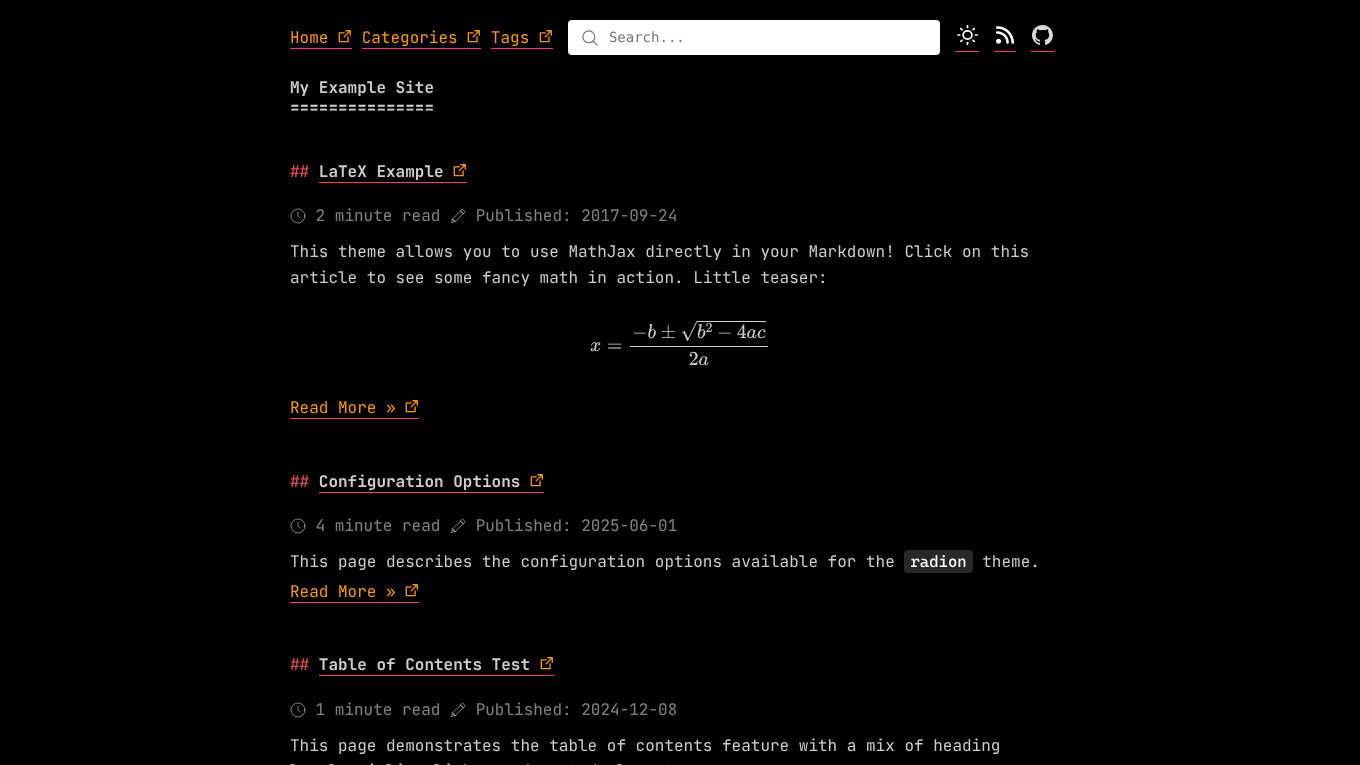 Home Categories Tags Search...
My Example Site
===============
## LaTeX Example
2 minute read Published: 2017-09-24
This theme allows you to use MathJax directly in your Markdown! Click on this
article to see some fancy math in action. Little teaser:
x = \frac{-b \pm \sqrt{b^2 - 4ac}}{2a}
Read More »
## Configuration Options
4 minute read Published: 2025-06-01
This page describes the configuration options available for the radion theme.
Read More »
## Table of Contents Test
1 minute read Published: 2024-12-08
This page demonstrates the table of contents feature with a mix of heading